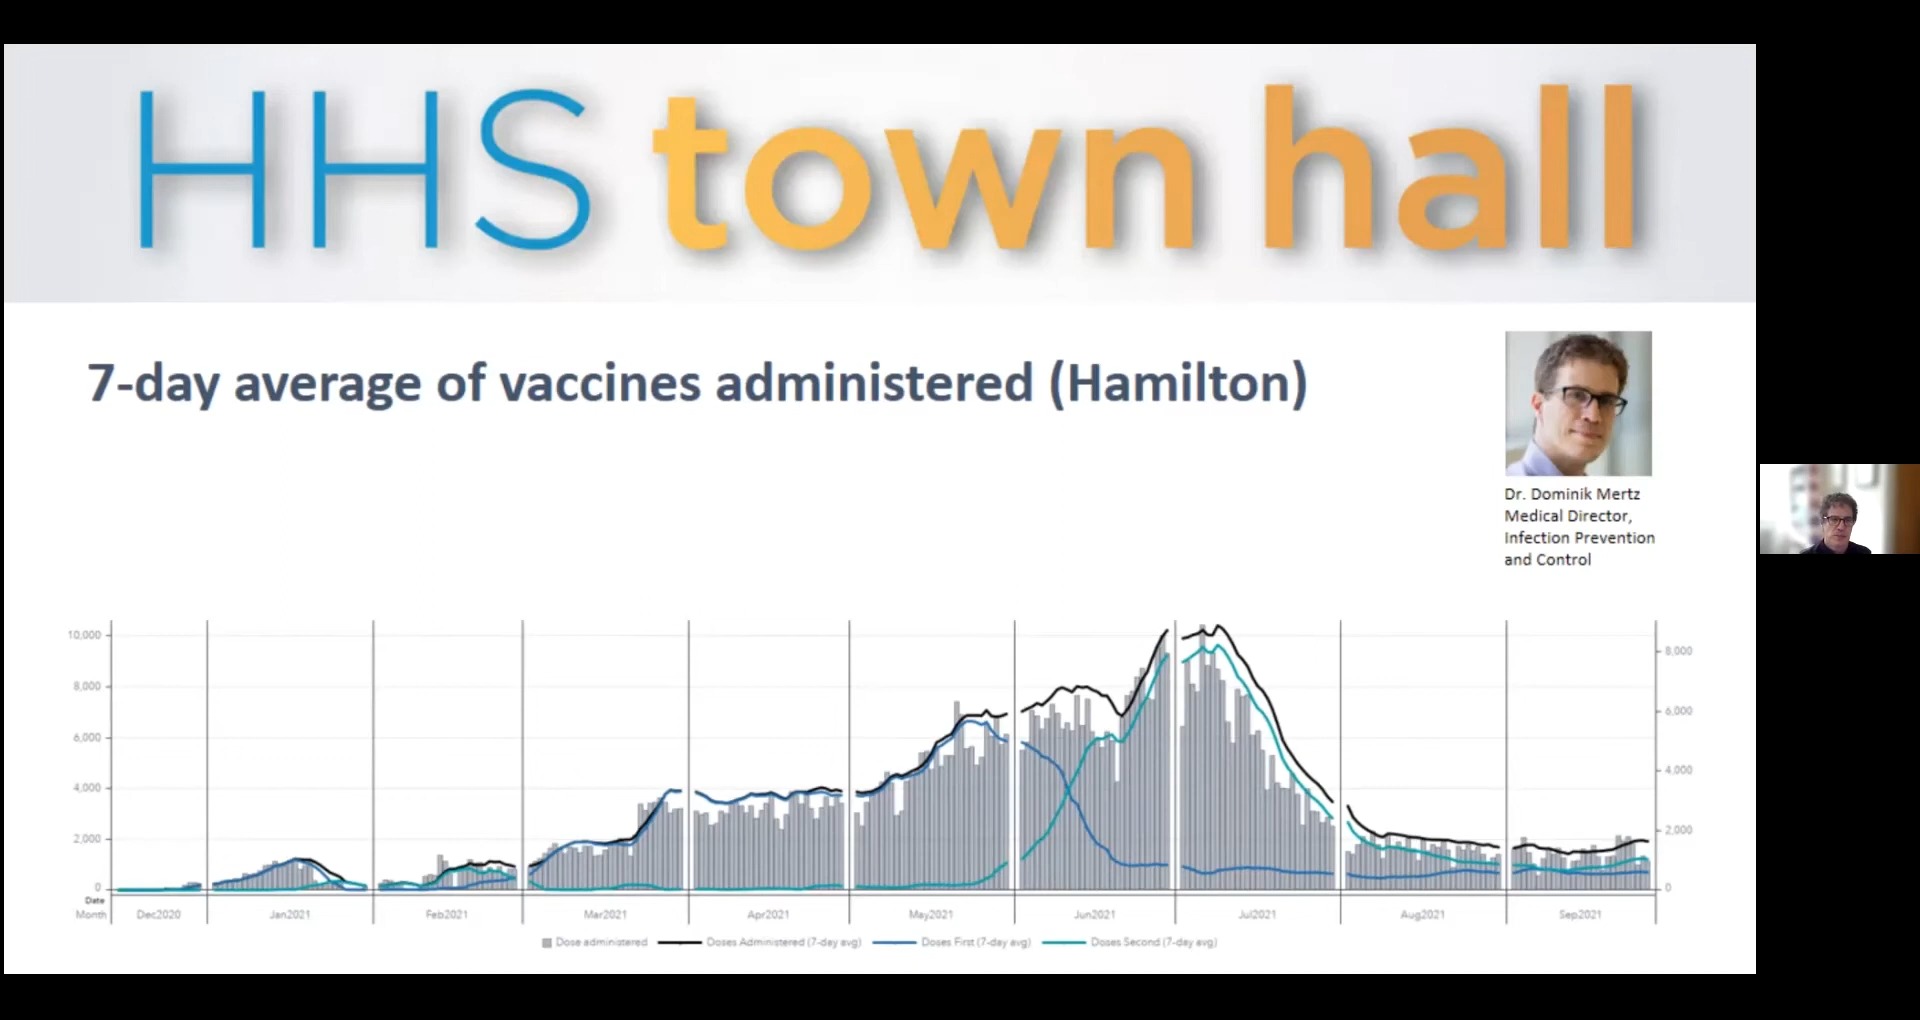 HHS town hall
7-day average of vaccines administered (Hamilton)
Dr. Dominik Mertz
Medical Director,
Infection Prevention
and Control
10,000
8,000
6,000
4,000
2,000
0
8,000
6,000
4,000
2,000
0
Date
Month Dec2020 Jan2021 Feb2021 Mar2021 Apr2021 May2021 Jun2021 Jul2021 Aug2021 Sep2021
Dose administered Doses Administered (7-day avg) Doses First (7-day avg) Doses Second (7-day avg)